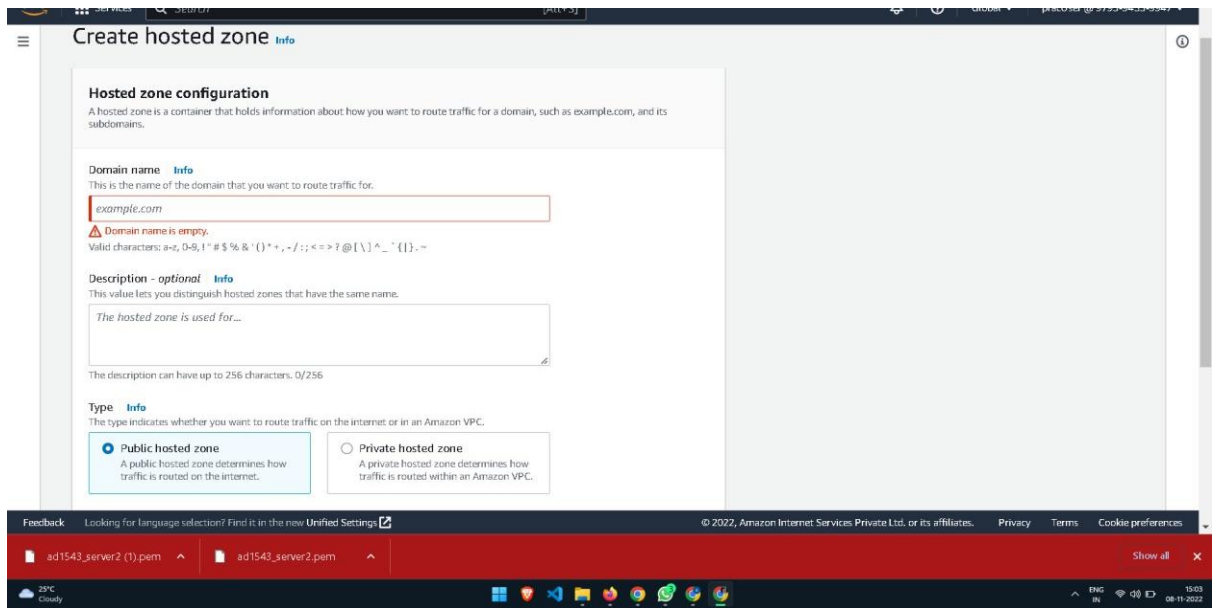 Services
Search
[Alt+S]
Global
Create hosted zone Info
Hosted zone configuration
A hosted zone is a container that holds information about how you want to route traffic for a domain, such as example.com, and its
subdomains.
Domain name Info
This is the name of the domain that you want to route traffic for.
example.com
Domain name is empty.
Valid characters: a-z, 0-9, ! " # $ % & ' ( ) * + , - / : ; < = > ? @ [ \ ] ^ _ ` { | } . ~
Description - optional Info
This value lets you distinguish hosted zones that have the same name.
The hosted zone is used for...
The description can have up to 256 characters. 0/256
Type Info
The type indicates whether you want to route traffic on the internet or in an Amazon VPC.
Public hosted zone
A public hosted zone determines how
traffic is routed on the internet.
Private hosted zone
A private hosted zone determines how
traffic is routed within an Amazon VPC.
Feedback Looking for language selection? Find it in the new Unified Settings © 2022, Amazon Internet Services Private Ltd. or its affiliates. Privacy Terms Cookie preferences
ad1543_server2 (1).pem ad1543_server2.pem Show all
25°C
Cloudy
ENG
IN
15:03
08-11-2022